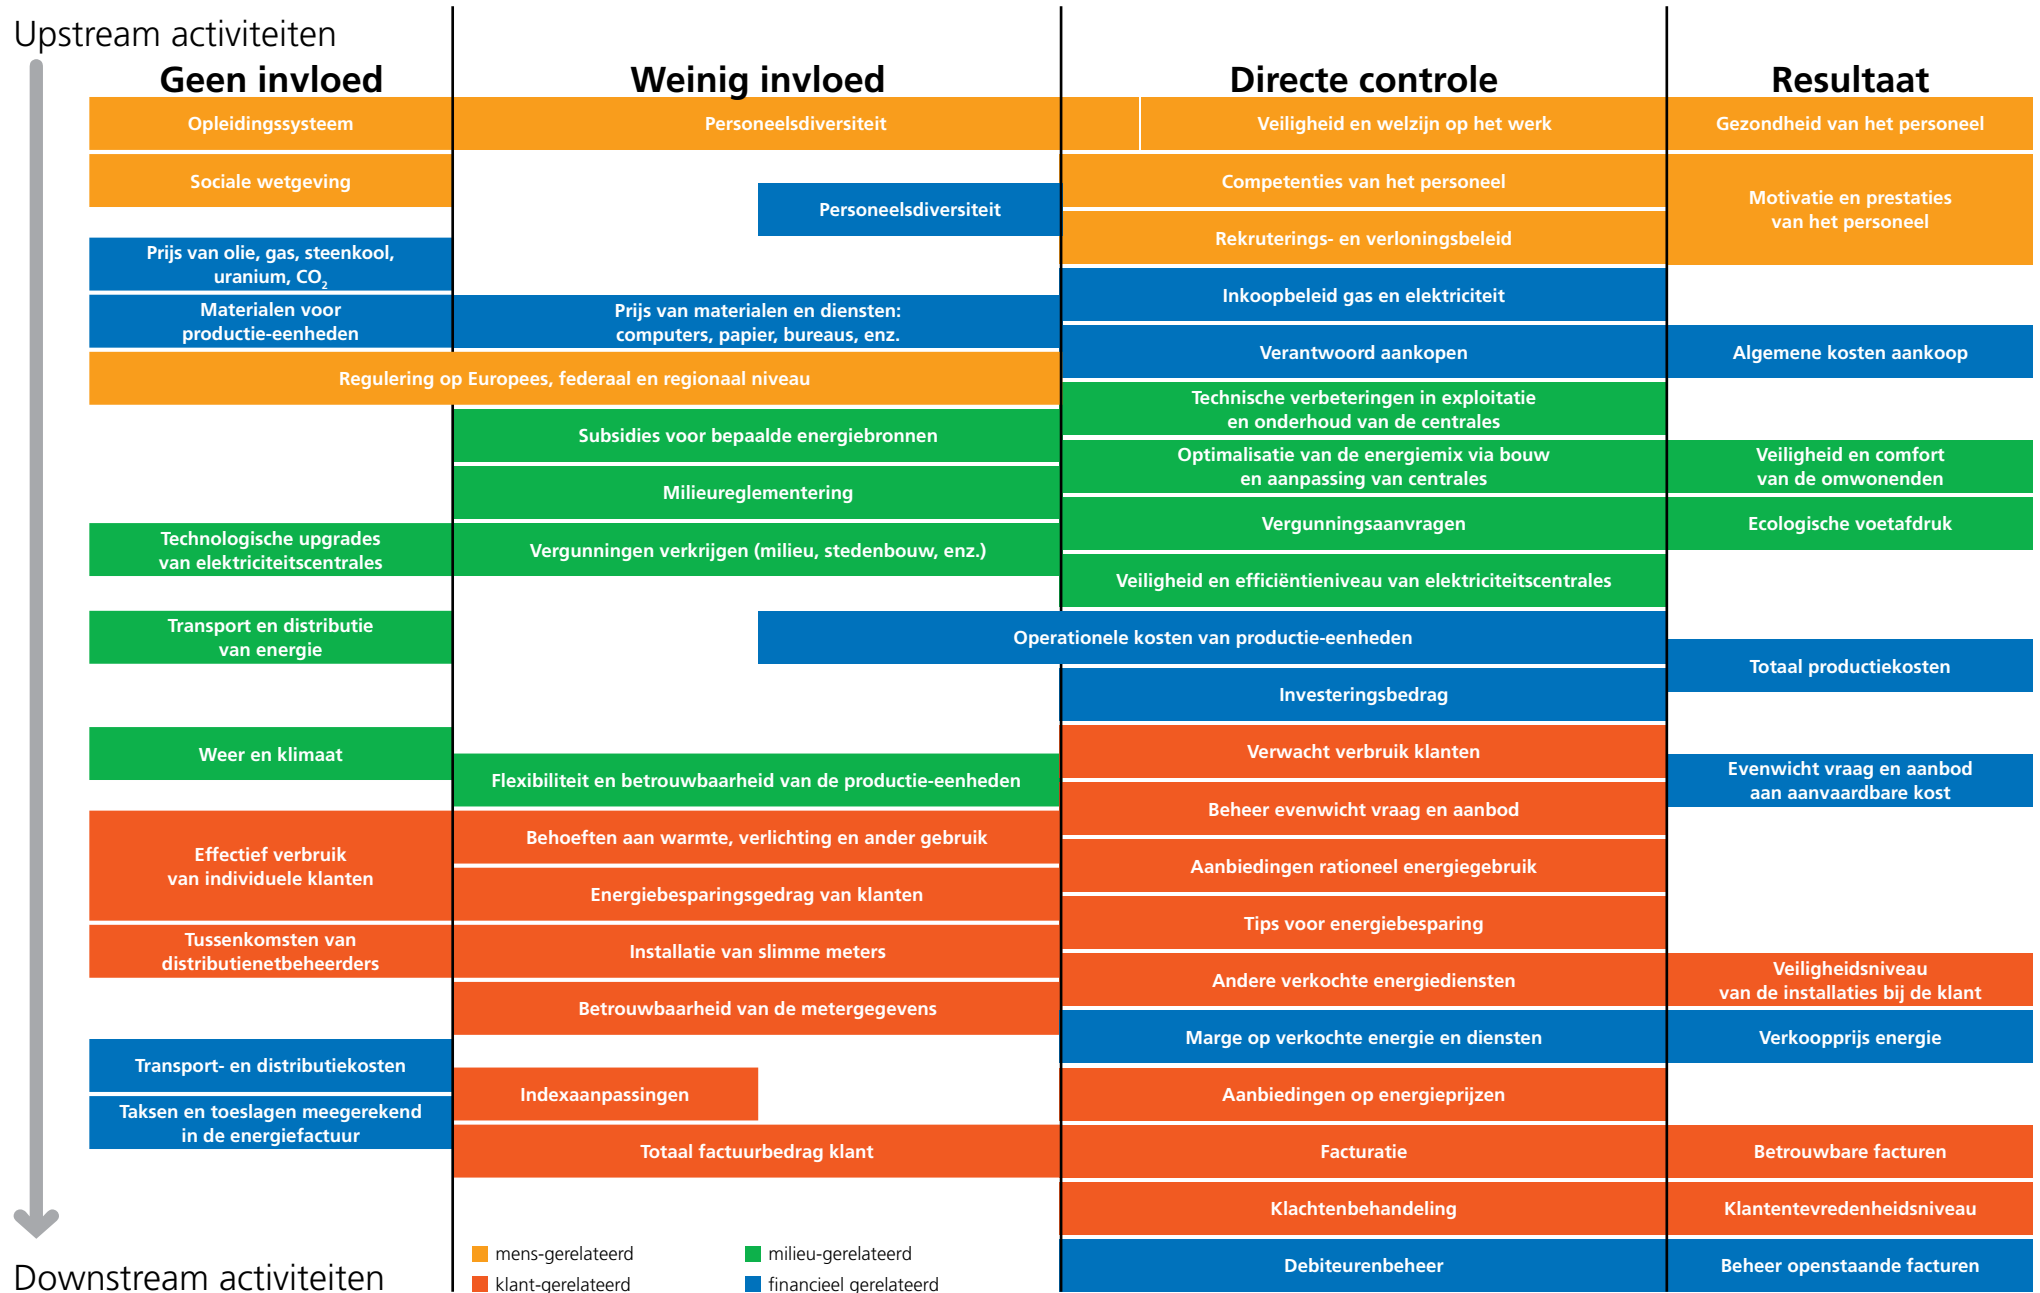 Upstream activiteiten
Geen invloed
Weinig invloed
Directe controle
Resultaat
Opleidingssysteem
Personeelsdiversiteit
Veiligheid en welzijn op het werk
Gezondheid van het personeel
Sociale wetgeving
Personeelsdiversiteit
Competenties van het personeel
Motivatie en prestaties
van het personeel
Rekruterings- en verloningsbeleid
Prijs van olie, gas, steenkool,
uranium, CO₂
Inkoopbeleid gas en elektriciteit
Materialen voor
productie-eenheden
Prijs van materialen en diensten:
computers, papier, bureaus, enz.
Verantwoord aankopen
Algemene kosten aankoop
Regulering op Europees, federaal en regionaal niveau
Technische verbeteringen in exploitatie
en onderhoud van de centrales
Subsidies voor bepaalde energiebronnen
Optimalisatie van de energiemix via bouw
en aanpassing van centrales
Veiligheid en comfort
van de omwonenden
Milieureglementering
Vergunningsaanvragen
Ecologische voetafdruk
Technologische upgrades
van elektriciteitscentrales
Vergunningen verkrijgen (milieu, stedenbouw, enz.)
Veiligheid en efficiëntieniveau van elektriciteitscentrales
Transport en distributie
van energie
Operationele kosten van productie-eenheden
Totaal productiekosten
Investeringsbedrag
Weer en klimaat
Flexibiliteit en betrouwbaarheid van de productie-eenheden
Verwacht verbruik klanten
Evenwicht vraag en aanbod
aan aanvaardbare kost
Beheer evenwicht vraag en aanbod
Effectief verbruik
van individuele klanten
Behoeften aan warmte, verlichting en ander gebruik
Aanbiedingen rationeel energiegebruik
Energiebesparingsgedrag van klanten
Tips voor energiebesparing
Tussenkomsten van
distributienetbeheerders
Installatie van slimme meters
Andere verkochte energiediensten
Veiligheidsniveau
van de installaties bij de klant
Betrouwbaarheid van de metergegevens
Marge op verkochte energie en diensten
Verkoopprijs energie
Transport- en distributiekosten
Indexaanpassingen
Aanbiedingen op energieprijzen
Taksen en toeslagen meegerekend
in de energiefactuur
Totaal factuurbedrag klant
Facturatie
Betrouwbare facturen
Klachtenbehandeling
Klantentevredenheidsniveau
Debiteurenbeheer
Beheer openstaande facturen
mens-gerelateerd
milieu-gerelateerd
klant-gerelateerd
financieel gerelateerd
Downstream activiteiten